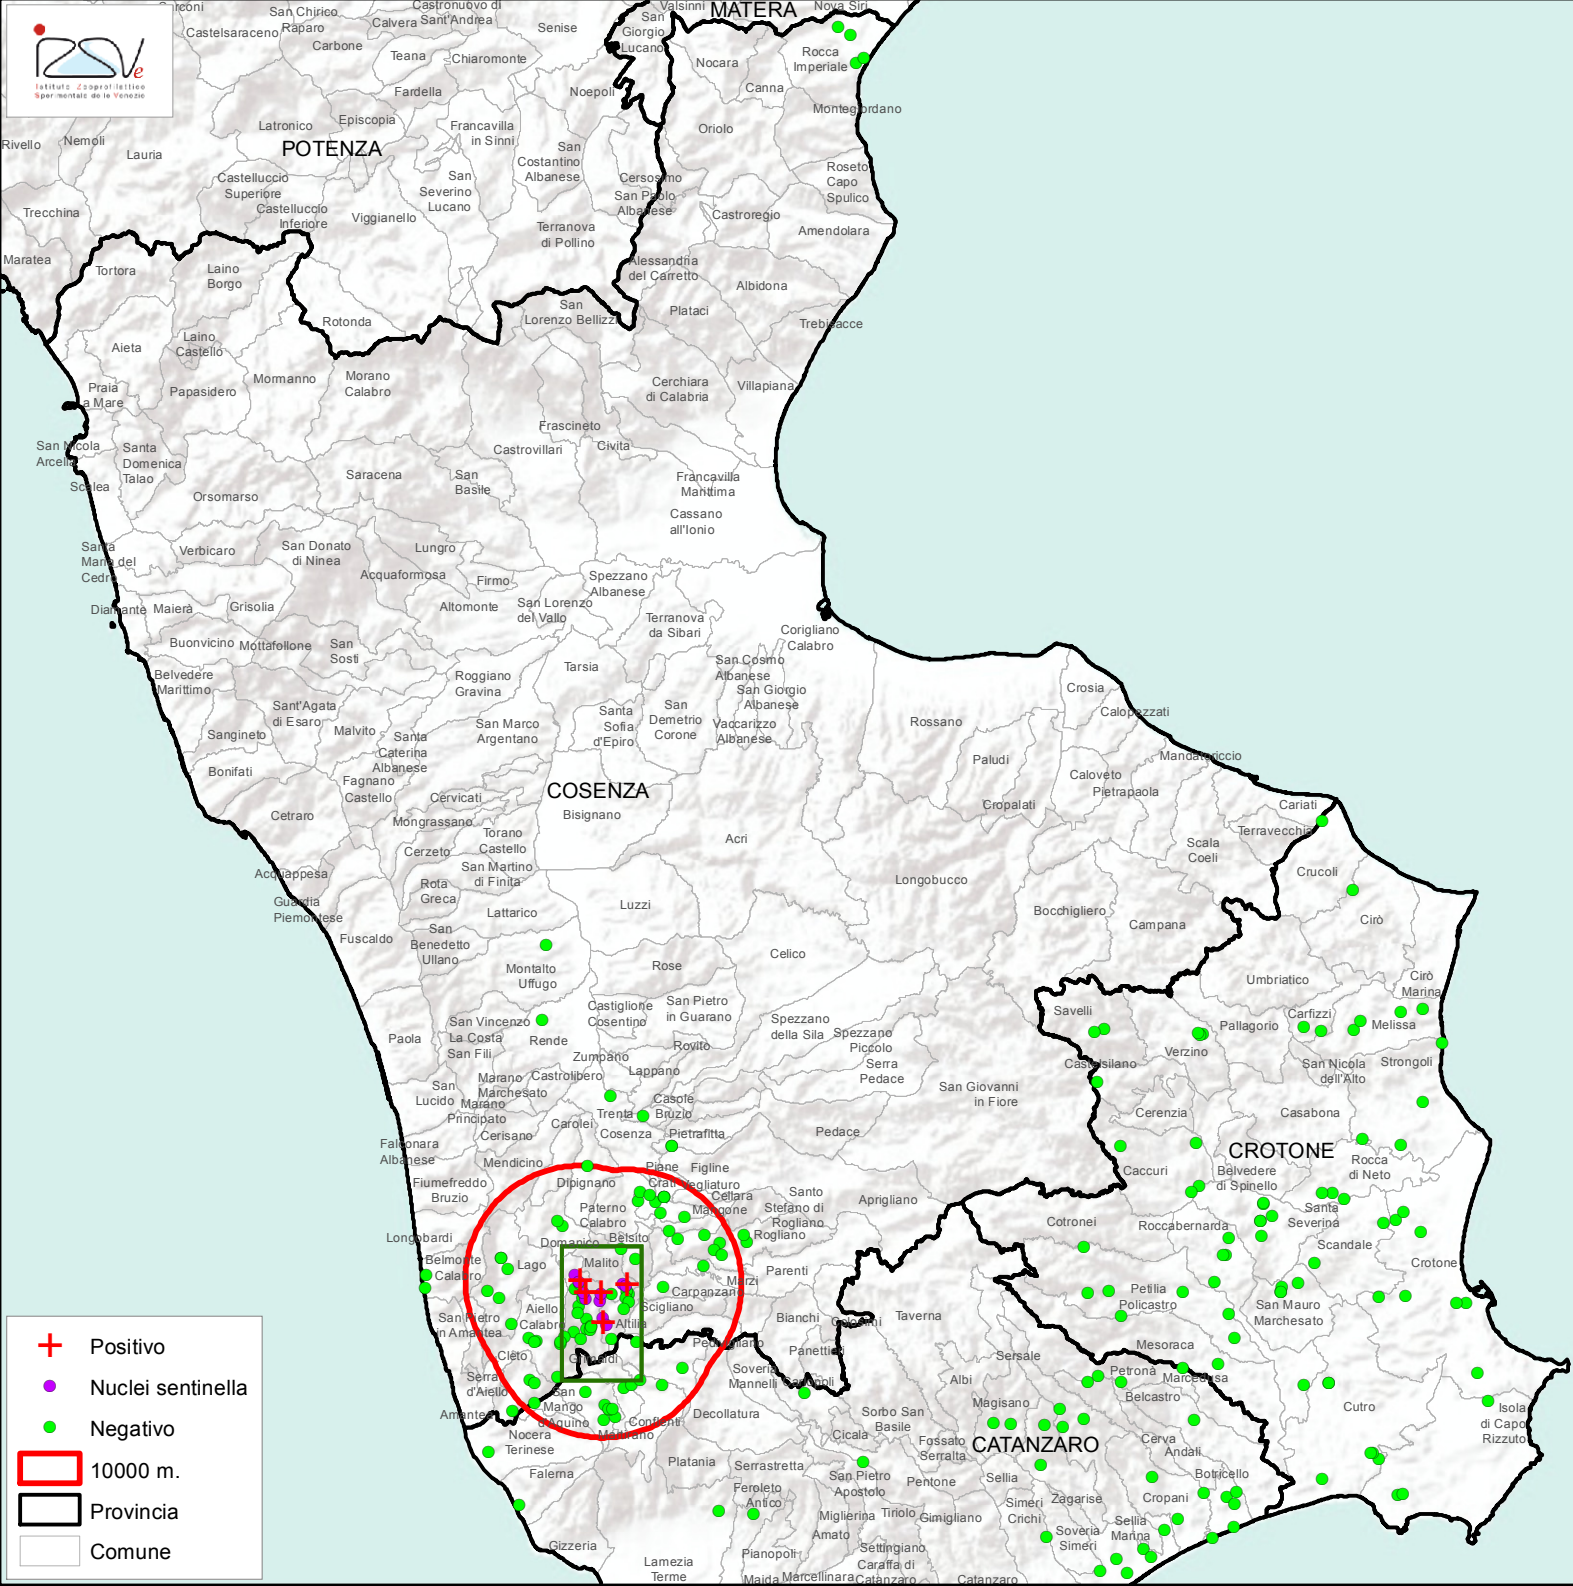 Istituto Zooprofilattico
Sperimentale delle Venezie
Sarconi
San Chirico
Raparo
Castronuovo di
Sant'Andrea
Calvera
Senise
San
Giorgio
Lucano
Valsinni
MATERA
Nova Siri
Castelsaraceno
Carbone
Teana
Chiaromonte
Nocara
Rocca
Imperiale
Fardella
Noepoli
Canna
Montegiordano
Latronico
Episcopia
Francavilla
in Sinni
Oriolo
Rivello
Nemoli
Lauria
POTENZA
San
Costantino
Albanese
Castelluccio
Superiore
San
Severino
Lucano
Cersosimo
San Paolo
Albanese
Roseto
Capo
Spulico
Trecchina
Castelluccio
Inferiore
Viggianello
Castroregio
Terranova
di Pollino
Amendolara
Maratea
Tortora
Laino
Borgo
Alessandria
del Carretto
Albidona
Rotonda
San
Lorenzo Bellizzi
Plataci
Trebisacce
Aieta
Laino
Castello
Praia
a Mare
Papasidero
Mormanno
Morano
Calabro
Cerchiara
di Calabria
Villapiana
Frascineto
San Nicola
Arcella
Santa
Domenica
Talao
Castrovillari
Civita
Scalea
Orsomarso
Saracena
San
Basile
Francavilla
Marittima
Cassano
all'Ionio
Santa
Maria del
Cedro
Verbicaro
San Donato
di Ninea
Lungro
Acquaformosa
Firmo
Spezzano
Albanese
Diamante
Maierà
Grisolia
Altomonte
San Lorenzo
del Vallo
Terranova
da Sibari
Corigliano
Calabro
Buonvicino
Mottafollone
San
Sosti
Belvedere
Marittimo
Roggiano
Gravina
Tarsia
San Cosmo
Albanese
San Giorgio
Albanese
Crosia
Sant'Agata
di Esaro
Santa
Sofia
d'Epiro
San
Demetrio
Corone
Vaccarizzo
Albanese
Rossano
Calopezzati
Sangineto
Malvito
San Marco
Argentano
Santa
Caterina
Albanese
Paludi
Mandatoriccio
Bonifati
Fagnano
Castello
Cervicati
COSENZA
Bisignano
Caloveto
Pietrapaola
Cropalati
Cariati
Cetraro
Mongrassano
Torano
Castello
Acri
Terravecchia
Cerzeto
San Martino
di Finita
Scala
Coeli
Acquappesa
Rota
Greca
Longobucco
Crucoli
Guardia
Piemontese
Lattarico
Luzzi
Bocchigliero
Campana
Cirò
Fuscaldo
San
Benedetto
Ullano
Montalto
Uffugo
Rose
Celico
Umbriatico
Cirò
Marina
Castiglione
Cosentino
San Pietro
in Guarano
Savelli
Pallagorio
Carfizzi
Melissa
Paola
San Vincenzo
La Costa
San Fili
Rende
Spezzano
della Sila
Spezzano
Piccolo
Rovito
Zumpano
Verzino
Castelsilano
San Nicola
dell'Alto
Strongoli
Lappano
Serra
Pedace
Marano
Marchesato
Castrolibero
San
Lucido
Marano
Principato
San Giovanni
in Fiore
Casole
Bruzio
Trenta
Cerenzia
Casabona
Carolei
Cosenza
Cerisano
Pietrafitta
Pedace
Falconara
Albanese
CROTONE
Mendicino
Piane
Crati
Figline
Vegliaturo
Caccuri
Belvedere
di Spinello
Rocca
di Neto
Fiumefreddo
Bruzio
Dipignano
Cellara
Mangone
Santo
Stefano di
Rogliano
Aprigliano
Paterno
Calabro
Cotronei
Roccabernarda
Santa
Severina
Longobardi
Domanico
Belsito
Rogliano
Scandale
Belmonte
Calabro
Lago
Malito
Parenti
Crotone
Marzi
Carpanzano
Petilia
Policastro
San Mauro
Marchesato
San Pietro
in Amantea
Aiello
Calabro
Scigliano
Altilia
Bianchi
Colosimi
Taverna
Cleto
Grimaldi
Pedivigliano
Panettieri
Sersale
Mesoraca
Serra
d'Aiello
Soveria
Mannelli
Carlopoli
Albi
Petronà
Marcedusa
Belcastro
Amantea
San
Mango
d'Aquino
Conflenti
Decollatura
Sorbo San
Basile
Magisano
Cutro
Isola
di Capo
Rizzuto
Nocera
Terinese
Martirano
Cicala
CATANZARO
Cerva
Andali
Fossato
Serralta
Falerna
Platania
Serrastretta
San Pietro
Apostolo
Pentone
Sellia
Botricello
Feroleto
Antico
Simeri
Crichi
Zagarise
Cropani
Miglierina
Tiriolo
Gimigliano
Sellia
Marina
Amato
Soveria
Simeri
Gizzeria
Lamezia
Terme
Pianopoli
Settingiano
Caraffa di
Catanzaro
Maida
Marcellinara
Catanzaro
Positivo
Nuclei sentinella
Negativo
10000 m.
Provincia
Comune